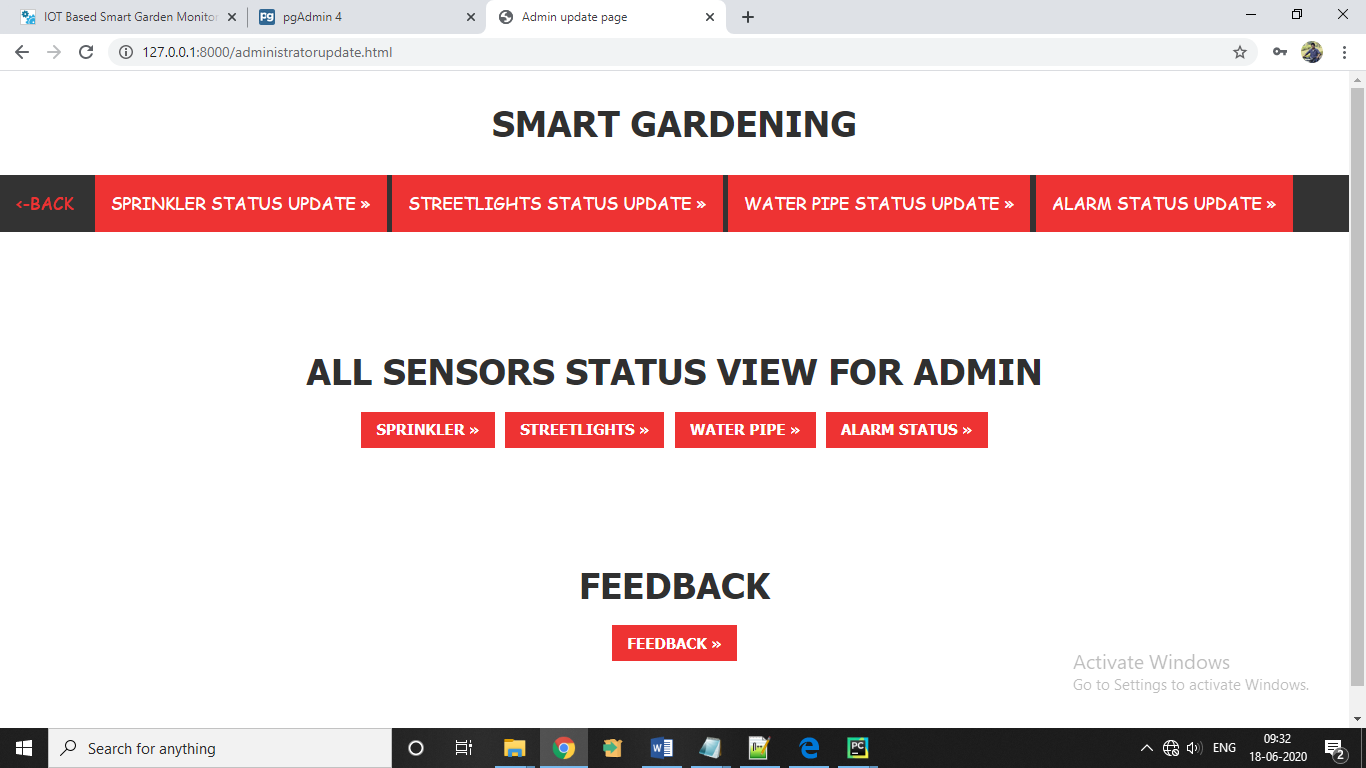 IOT Based Smart Garden Monitor
pgAdmin 4
Admin update page
127.0.0.1:8000/administratorupdate.html
SMART GARDENING
<-BACK
SPRINKLER STATUS UPDATE »
STREETLIGHTS STATUS UPDATE »
WATER PIPE STATUS UPDATE »
ALARM STATUS UPDATE »
ALL SENSORS STATUS VIEW FOR ADMIN
SPRINKLER »
STREETLIGHTS »
WATER PIPE »
ALARM STATUS »
FEEDBACK
FEEDBACK »
Activate Windows
Go to Settings to activate Windows.
Search for anything
ENG
09:32
18-06-2020
2